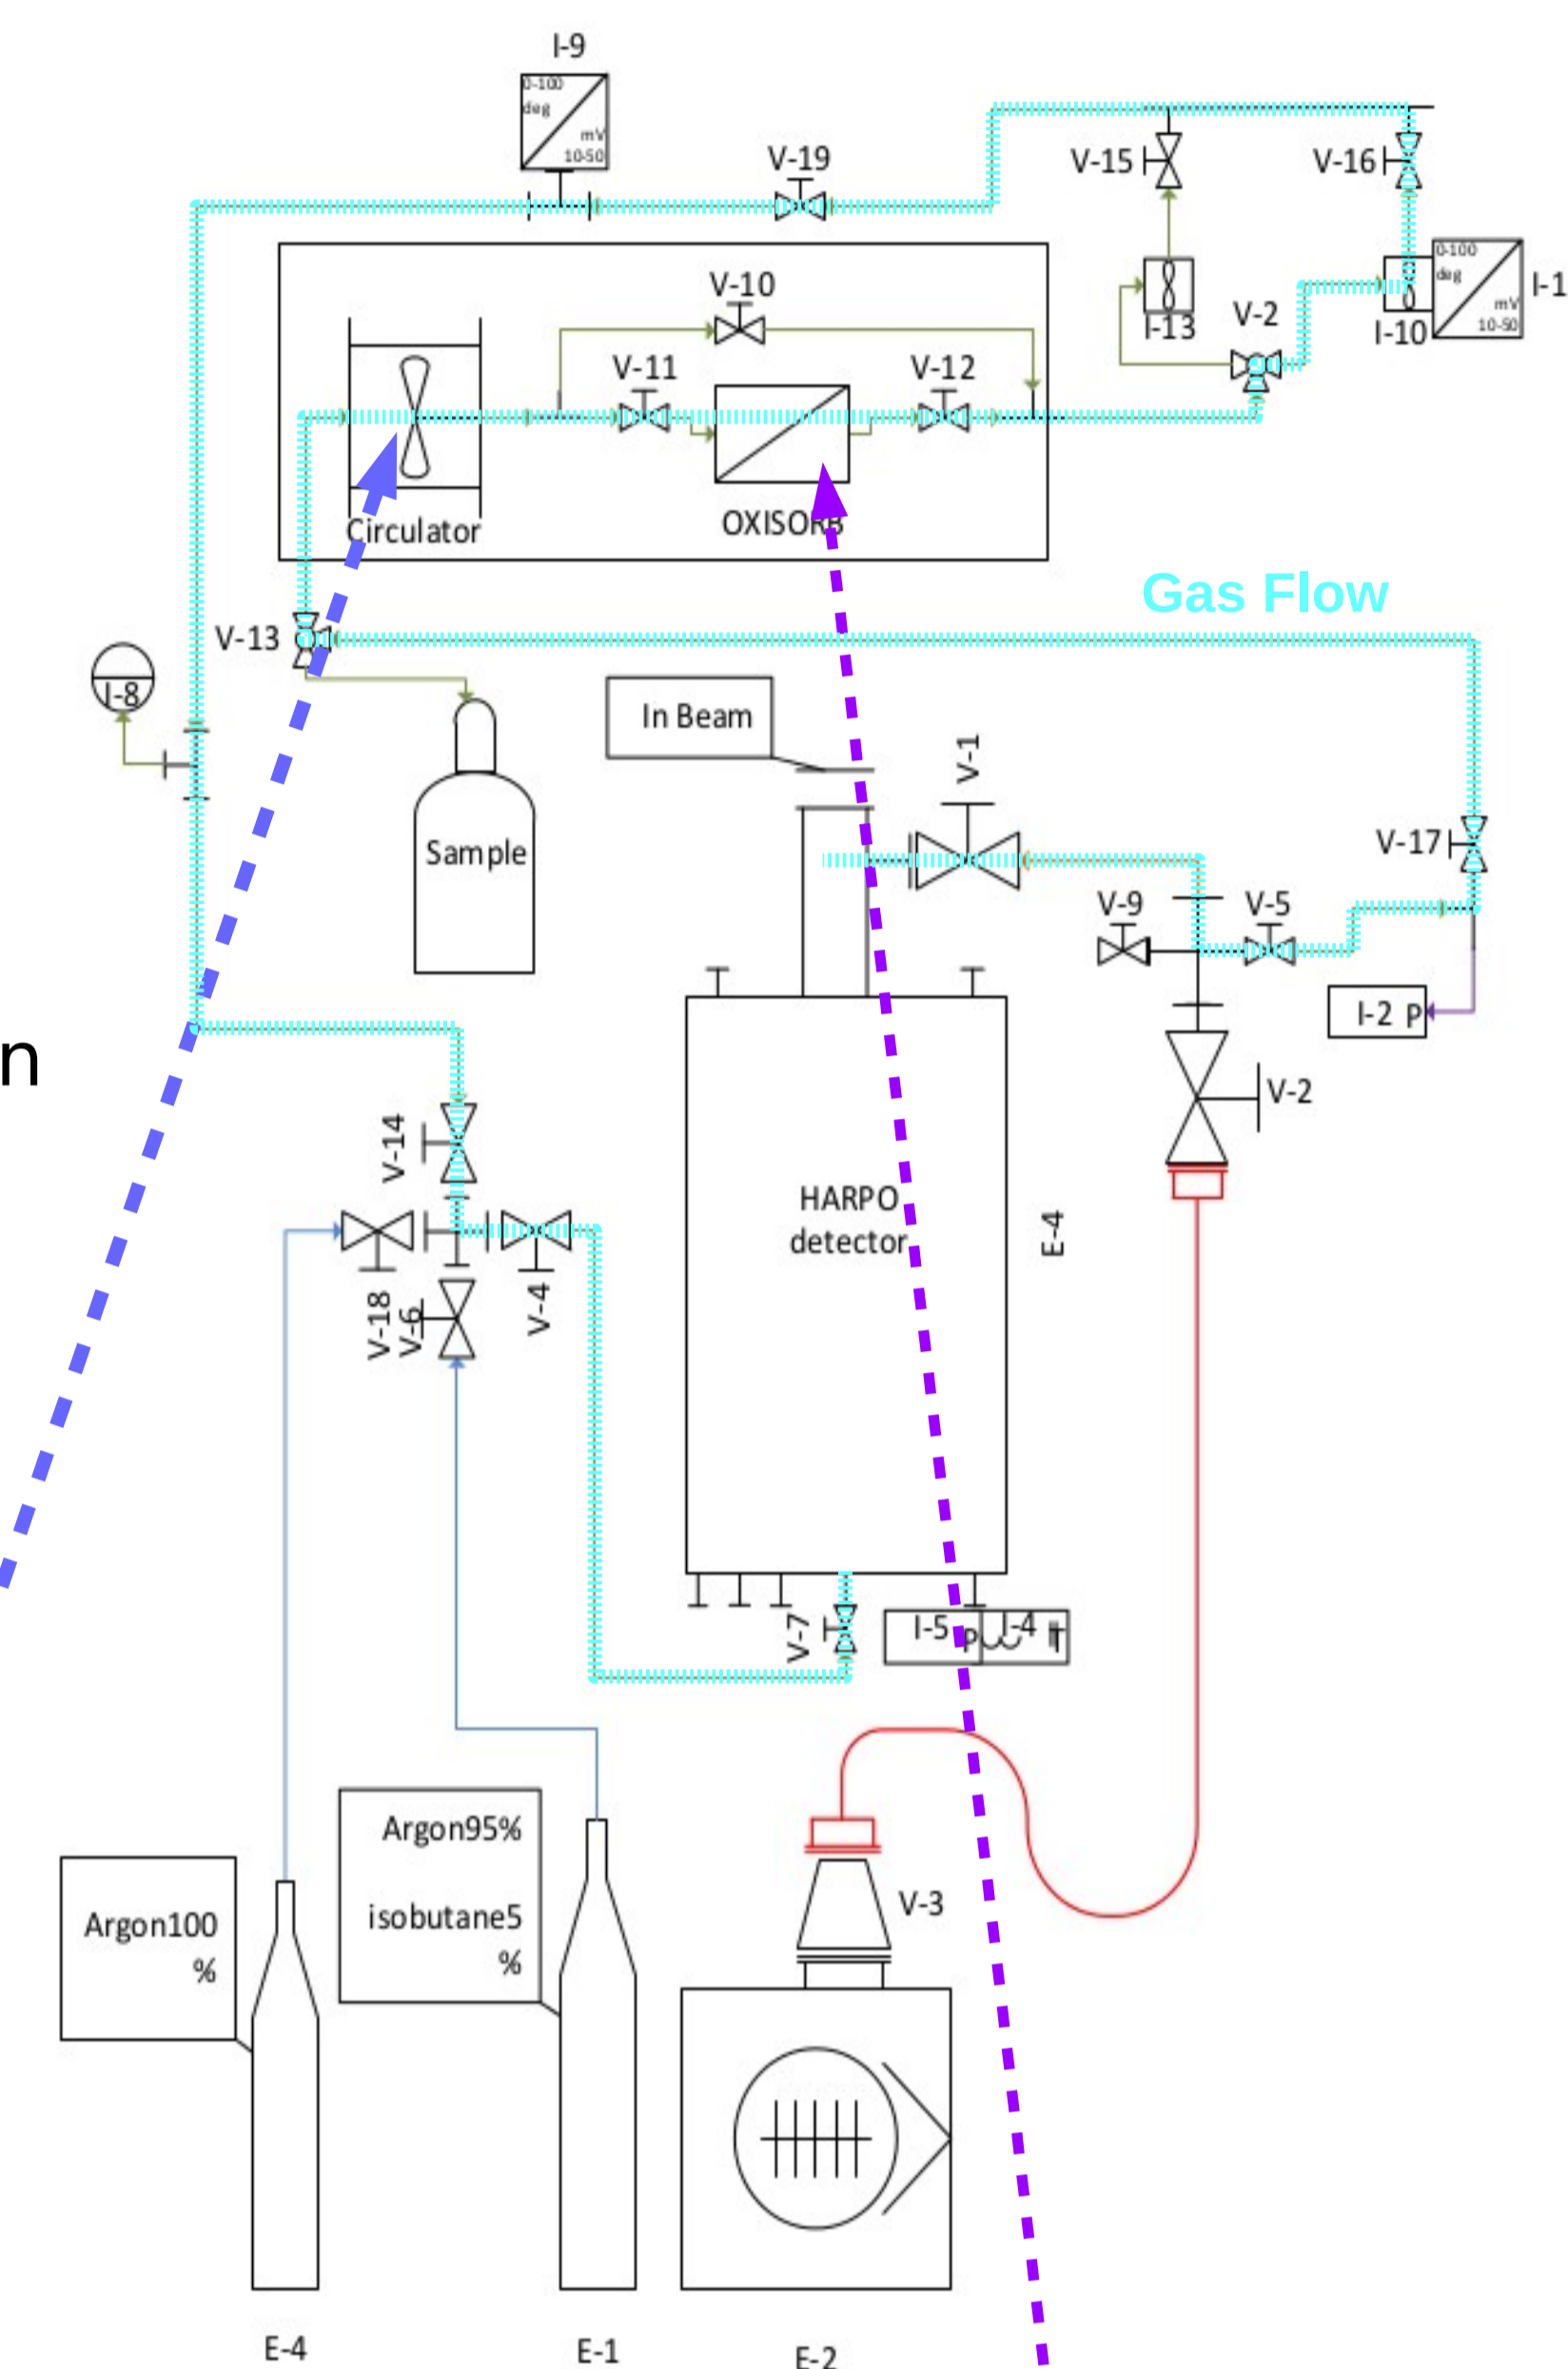 I-9
0-100
deg
mV
10-50
V-19
V-15
V-16
V-10
I-13
V-2
I-10
0-100
deg
mV
10-50
I-1
V-11
V-12
Circulator
OXISORB
Gas Flow
V-13
I-8
In Beam
V-1
Sample
V-17
V-9
V-5
I-2 P
n
V-2
V-14
HARPO
detector
E-4
V-18
V-6
V-4
V-7
I-5
P
I-4
T
Argon95%
isobutane5
%
Argon100
%
V-3
E-4
E-1
E-2